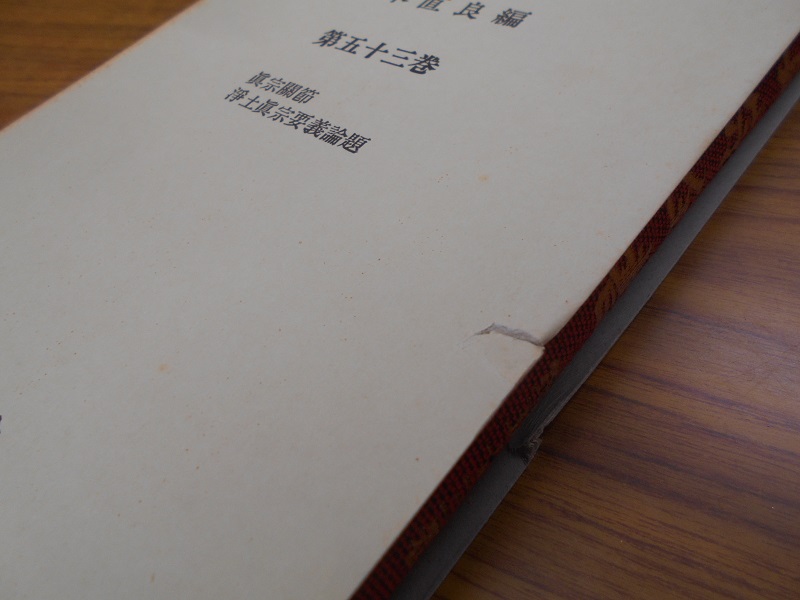 直良編
第五十三巻
眞宗關節
淨土眞宗要義論題